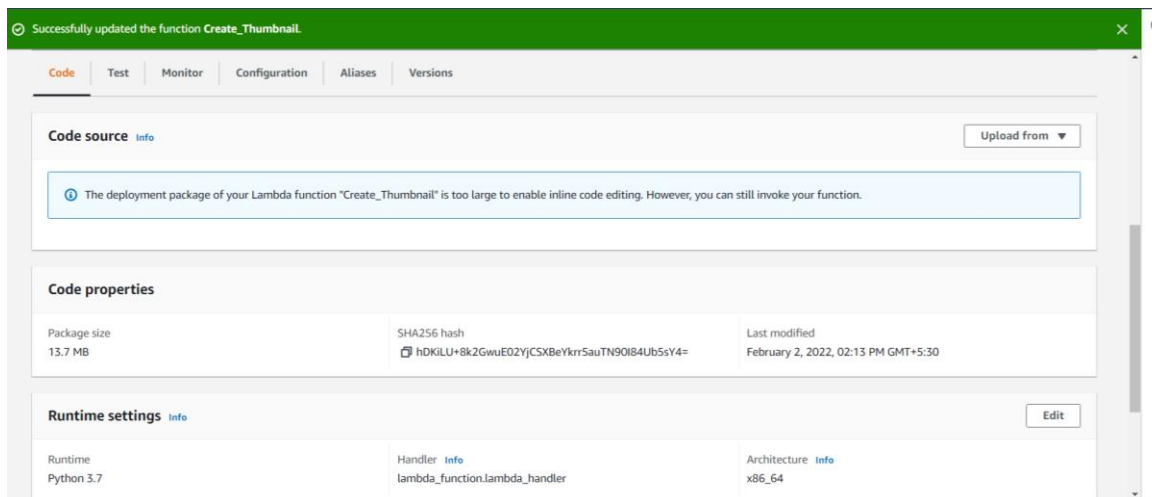 Successfully updated the function Create_Thumbnail.
Code Test Monitor Configuration Aliases Versions
Code source Info Upload from
The deployment package of your Lambda function "Create_Thumbnail" is too large to enable inline code editing. However, you can still invoke your function.
Code properties
Package size SHA256 hash Last modified
13.7 MB hDKiLU+8k2GwuE02YjCSXBeYkrr5auTN90I84Ub5sY4= February 2, 2022, 02:13 PM GMT+5:30
Runtime settings Info Edit
Runtime Handler Info Architecture Info
Python 3.7 lambda_function.lambda_handler x86_64